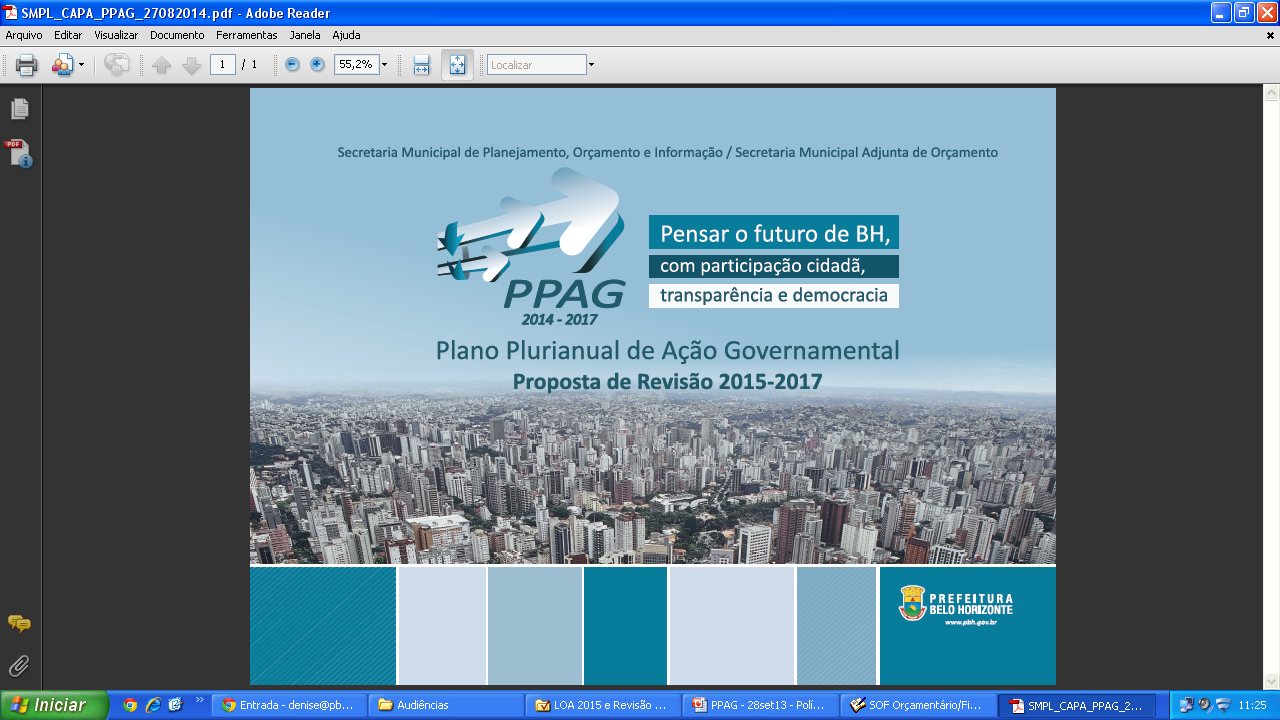 SMPL_CAPA_PPAG_27082014.pdf - Adobe Reader
Arquivo Editar Visualizar Documento Ferramentas Janela Ajuda
1 / 1 55,2% Localizar
PDF
Secretaria Municipal de Planejamento, Orçamento e Informação / Secretaria Municipal Adjunta de Orçamento
PPAG
2014 - 2017
Pensar o futuro de BH,
com participação cidadã,
transparência e democracia
Plano Plurianual de Ação Governamental
Proposta de Revisão 2015-2017
PREFEITURA
BELO HORIZONTE
www.pbh.gov.br
Iniciar
Entrada - denise@pb...
Audiências
LOA 2015 e Revisão ...
PPAG - 28set13 - Polí...
SOF Orçamentário/Fi...
SMPL_CAPA_PPAG_2...
11:25